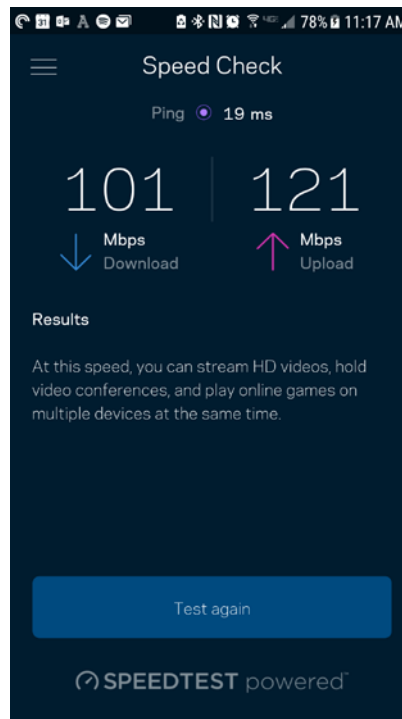 78% 11:17 AM
Speed Check
Ping 19 ms
101 121
Mbps Mbps
Download Upload
Results
At this speed, you can stream HD videos, hold
video conferences, and play online games on
multiple devices at the same time.
Test again
SPEEDTEST powered™